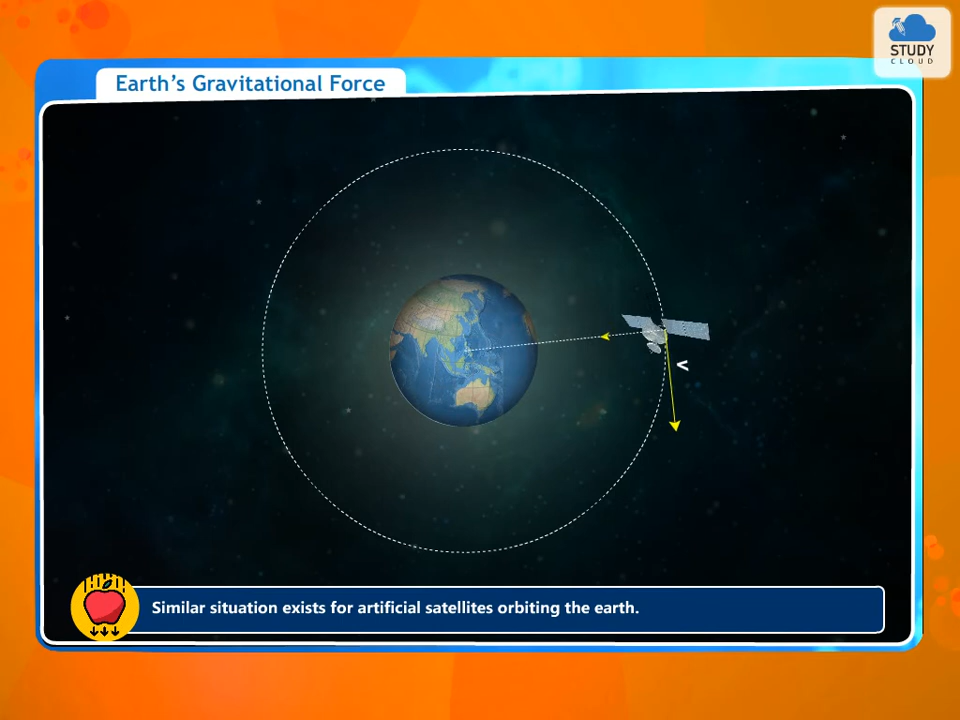 STUDY
CLOUD
Earth's Gravitational Force
V
Similar situation exists for artificial satellites orbiting the earth.